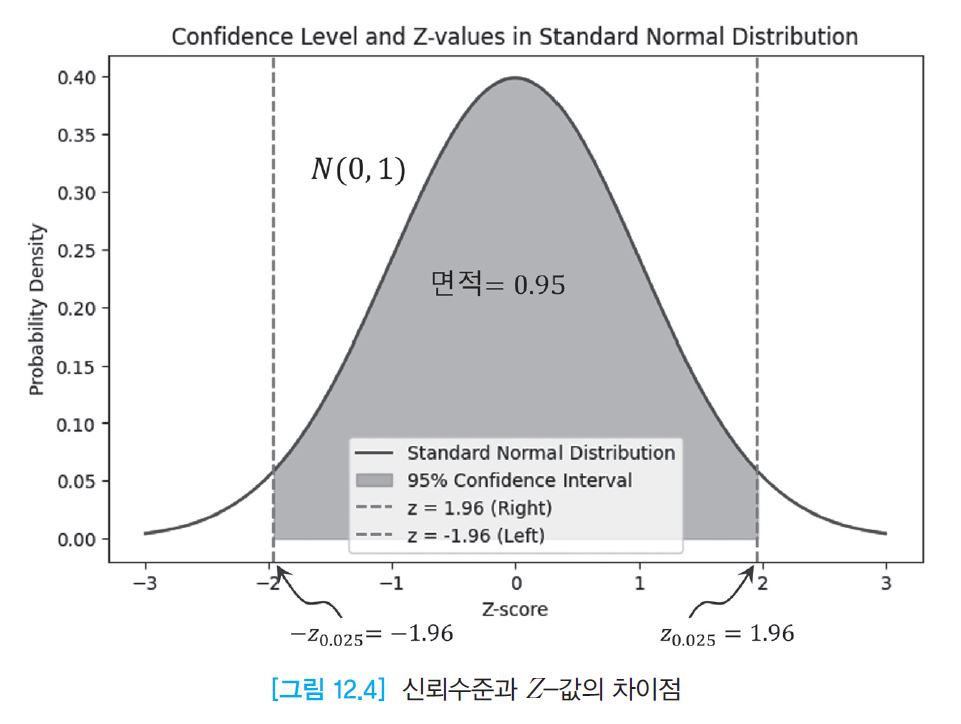 Confidence Level and Z-values in Standard Normal Distribution
0.40
0.35
0.30
0.25
0.20
0.15
0.10
0.05
0.00
Probability Density
N(0, 1)
면적= 0.95
Standard Normal Distribution
95% Confidence Interval
z = 1.96 (Right)
z = -1.96 (Left)
−3 −2 −1 0 1 2 3
Z-score
−z₀.₀₂₅= −1.96 z₀.₀₂₅ = 1.96
[그림 12.4] 신뢰수준과 Z−값의 차이점